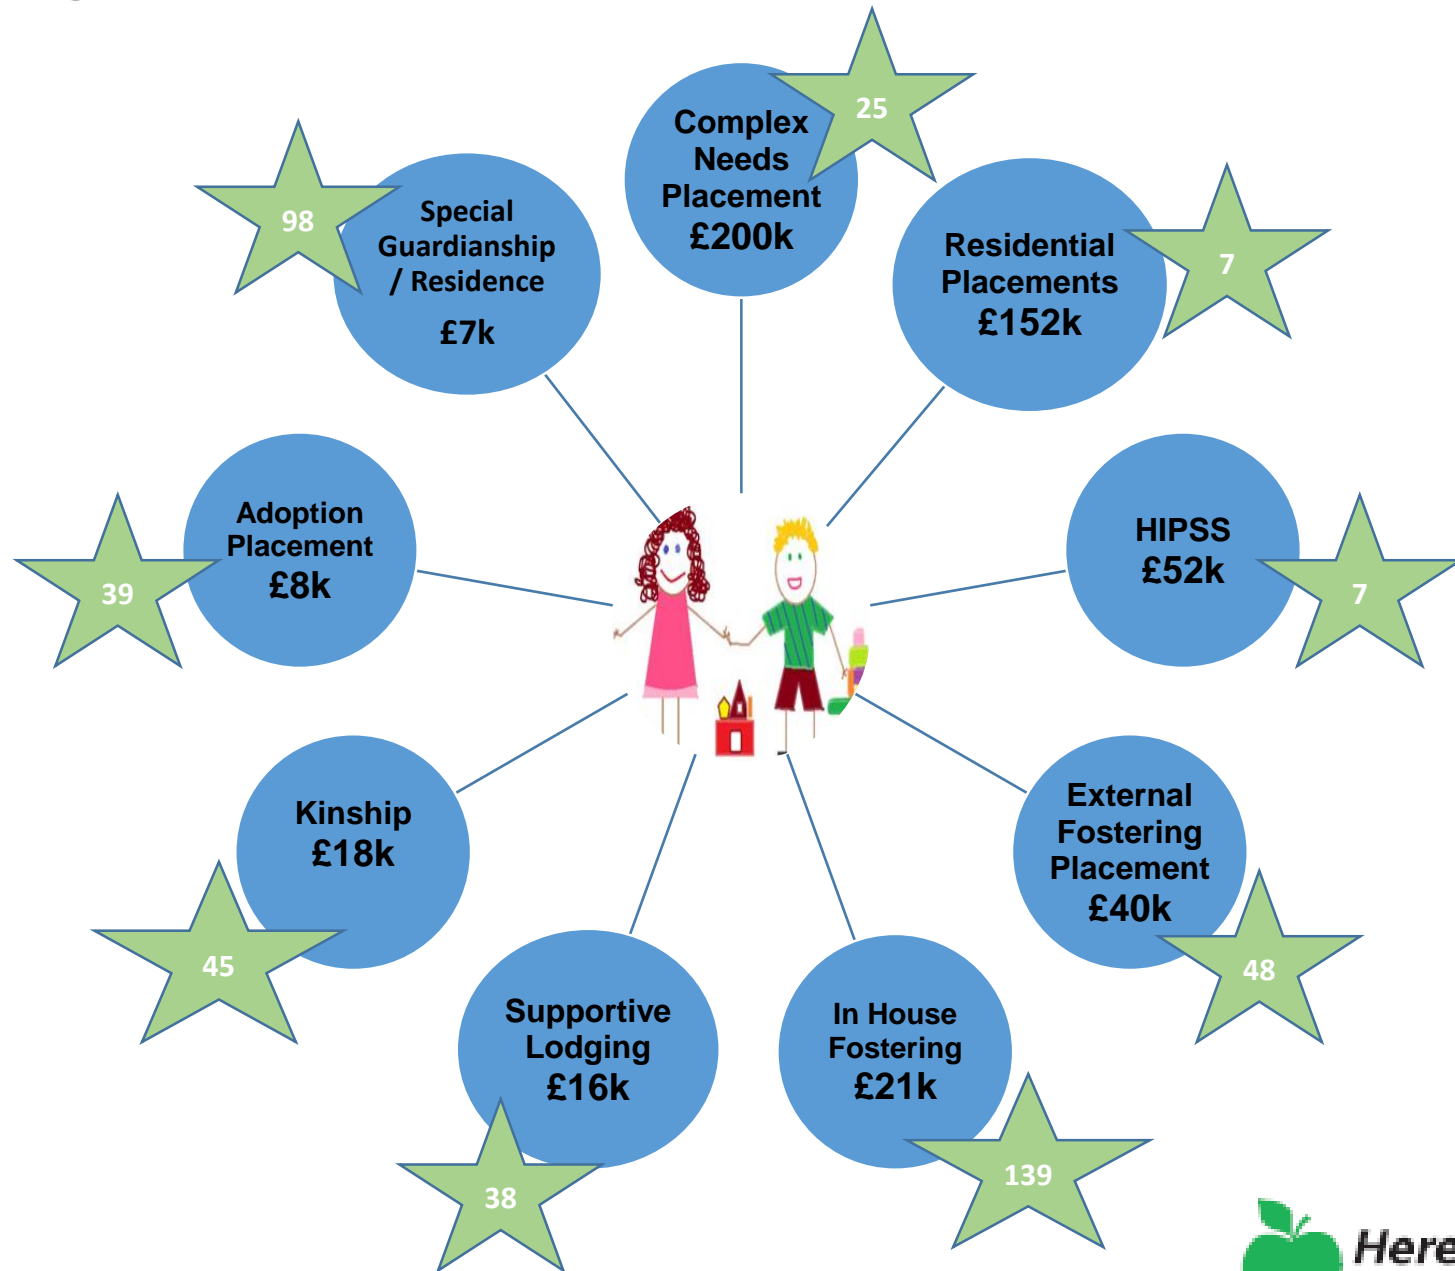 Complex
Needs
Placement
£200k
25
Residential
Placements
£152k
7
HIPSS
£52k
7
External
Fostering
Placement
£40k
48
In House
Fostering
£21k
139
Supportive
Lodging
£16k
38
Kinship
£18k
45
Adoption
Placement
£8k
39
Special
Guardianship
/ Residence
£7k
98
Here